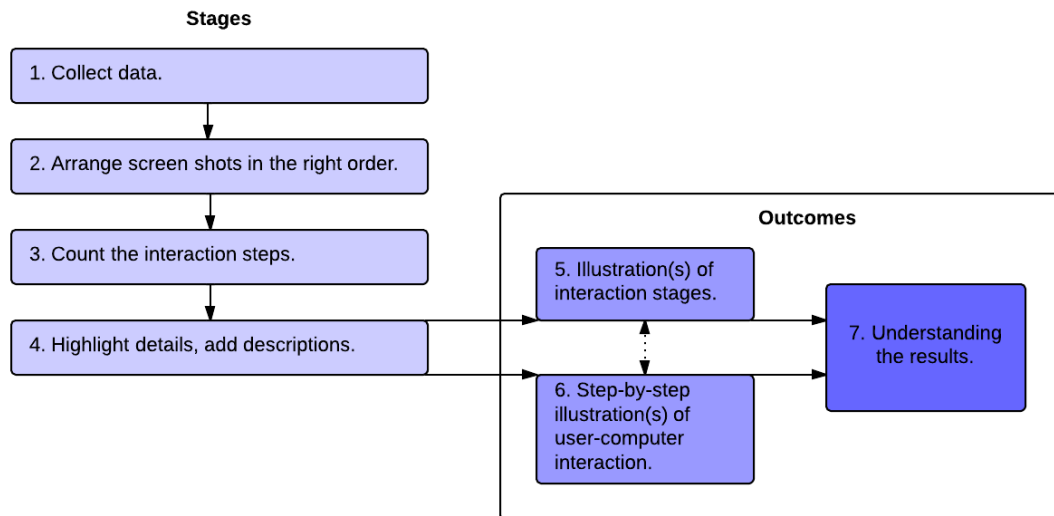 Stages
1. Collect data.
2. Arrange screen shots in the right order.
3. Count the interaction steps.
4. Highlight details, add descriptions.
Outcomes
5. Illustration(s) of
interaction stages.
6. Step-by-step
illustration(s) of
user-computer
interaction.
7. Understanding
the results.